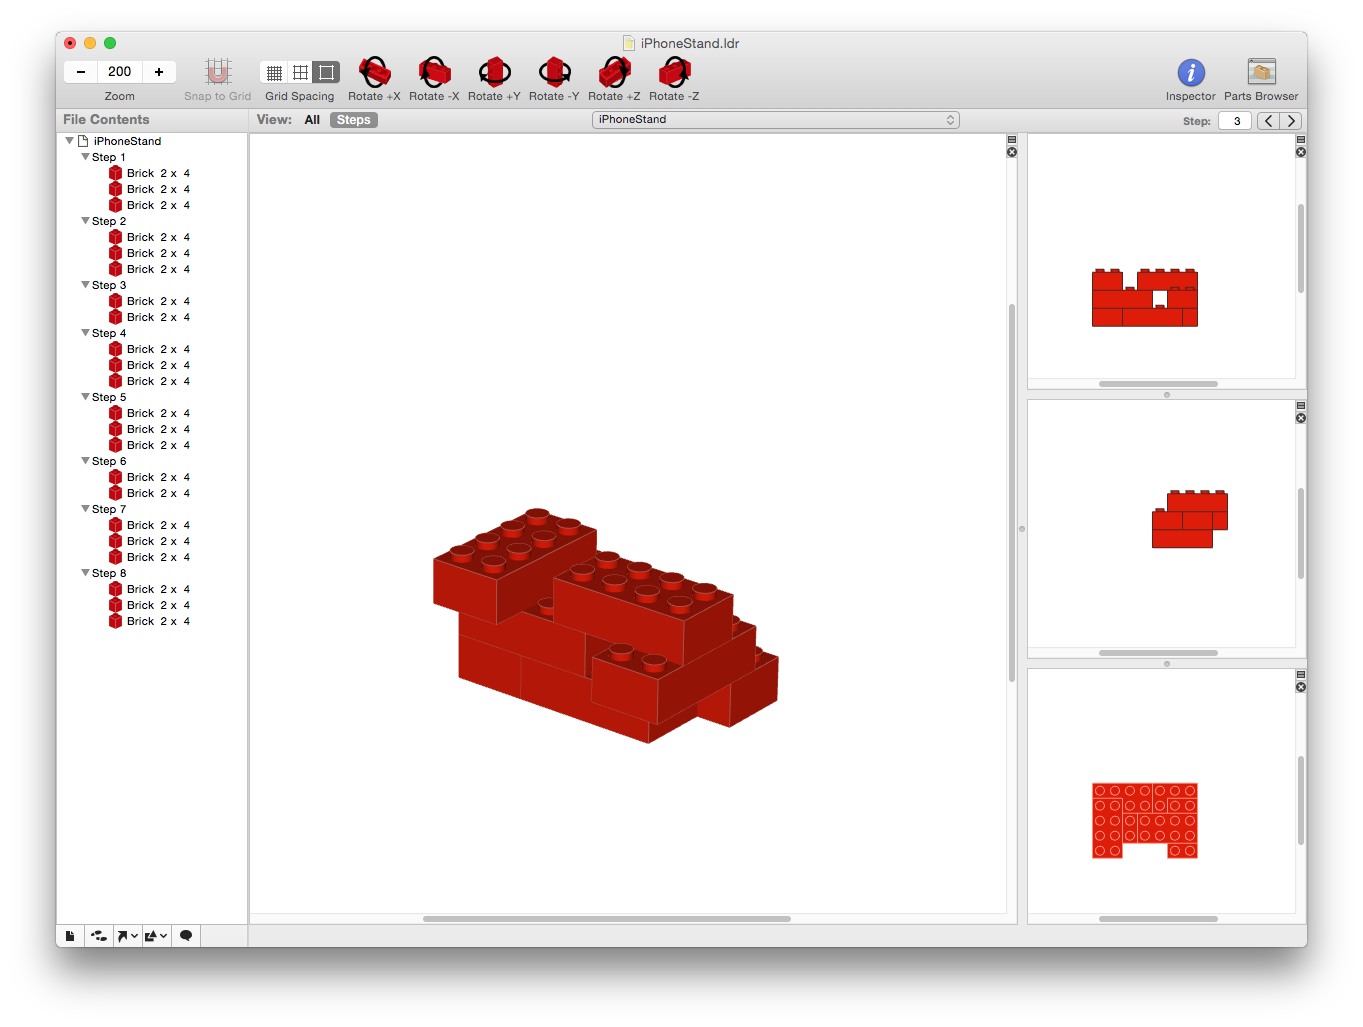 iPhoneStand.ldr
− 200 +
Zoom
Snap to Grid
Grid Spacing
Rotate +X
Rotate -X
Rotate +Y
Rotate -Y
Rotate +Z
Rotate -Z
Inspector
Parts Browser
File Contents
View: All Steps
iPhoneStand
Step: 3
iPhoneStand
Step 1
Brick 2 x 4
Brick 2 x 4
Brick 2 x 4
Step 2
Brick 2 x 4
Brick 2 x 4
Brick 2 x 4
Step 3
Brick 2 x 4
Brick 2 x 4
Step 4
Brick 2 x 4
Brick 2 x 4
Brick 2 x 4
Step 5
Brick 2 x 4
Brick 2 x 4
Brick 2 x 4
Step 6
Brick 2 x 4
Brick 2 x 4
Step 7
Brick 2 x 4
Brick 2 x 4
Brick 2 x 4
Step 8
Brick 2 x 4
Brick 2 x 4
Brick 2 x 4